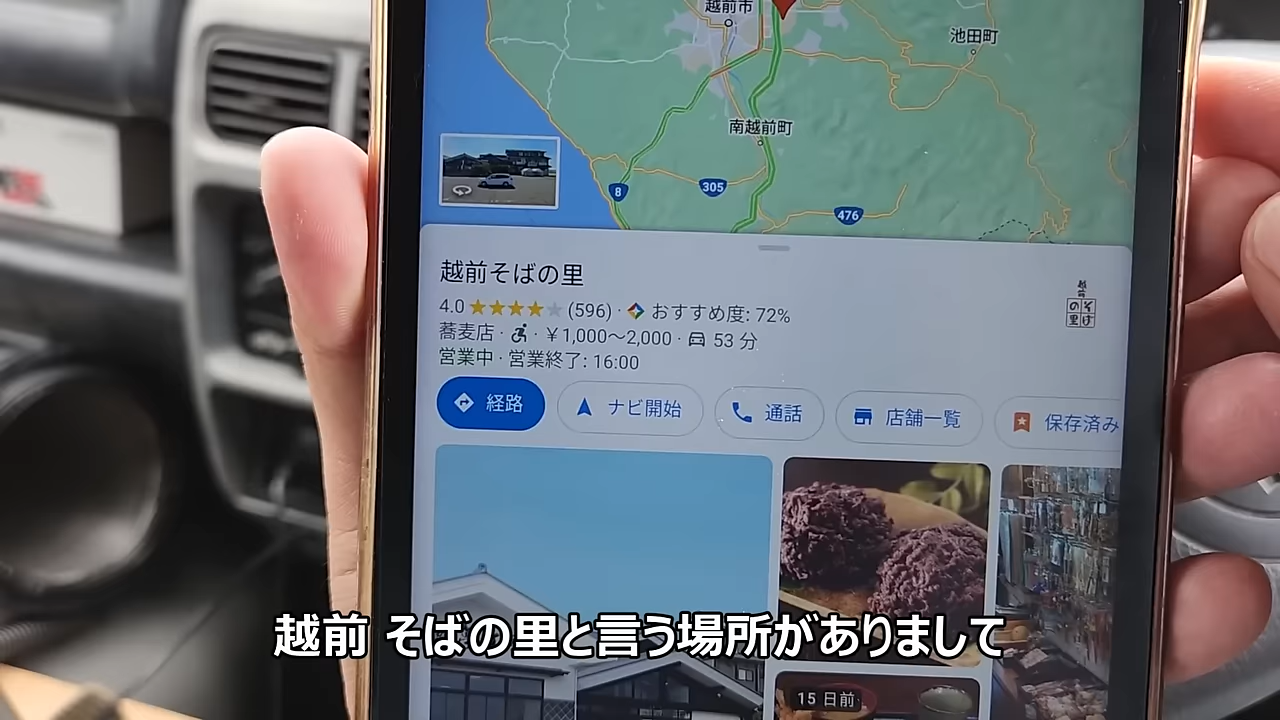 越前市
池田町
南越前町
8
305
476
越前そばの里
4.0 (596) · おすすめ度: 72%
蕎麦店 · · ￥1,000～2,000 · 53 分
営業中 · 営業終了: 16:00
越前
そば
の里
経路
ナビ開始
通話
店舗一覧
保存済み
15 日前
越前 そばの里と言う場所がありまして